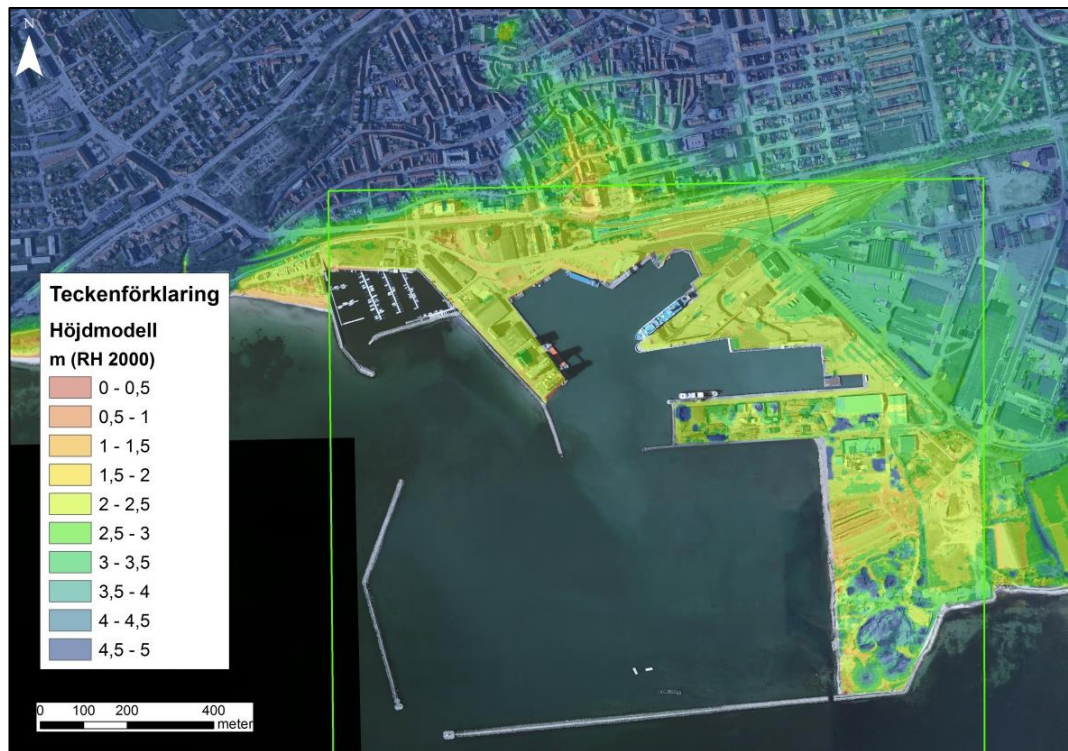 N
Teckenförklaring
Höjdmodell
m (RH 2000)
0 - 0,5
0,5 - 1
1 - 1,5
1,5 - 2
2 - 2,5
2,5 - 3
3 - 3,5
3,5 - 4
4 - 4,5
4,5 - 5
0 100 200 400
meter